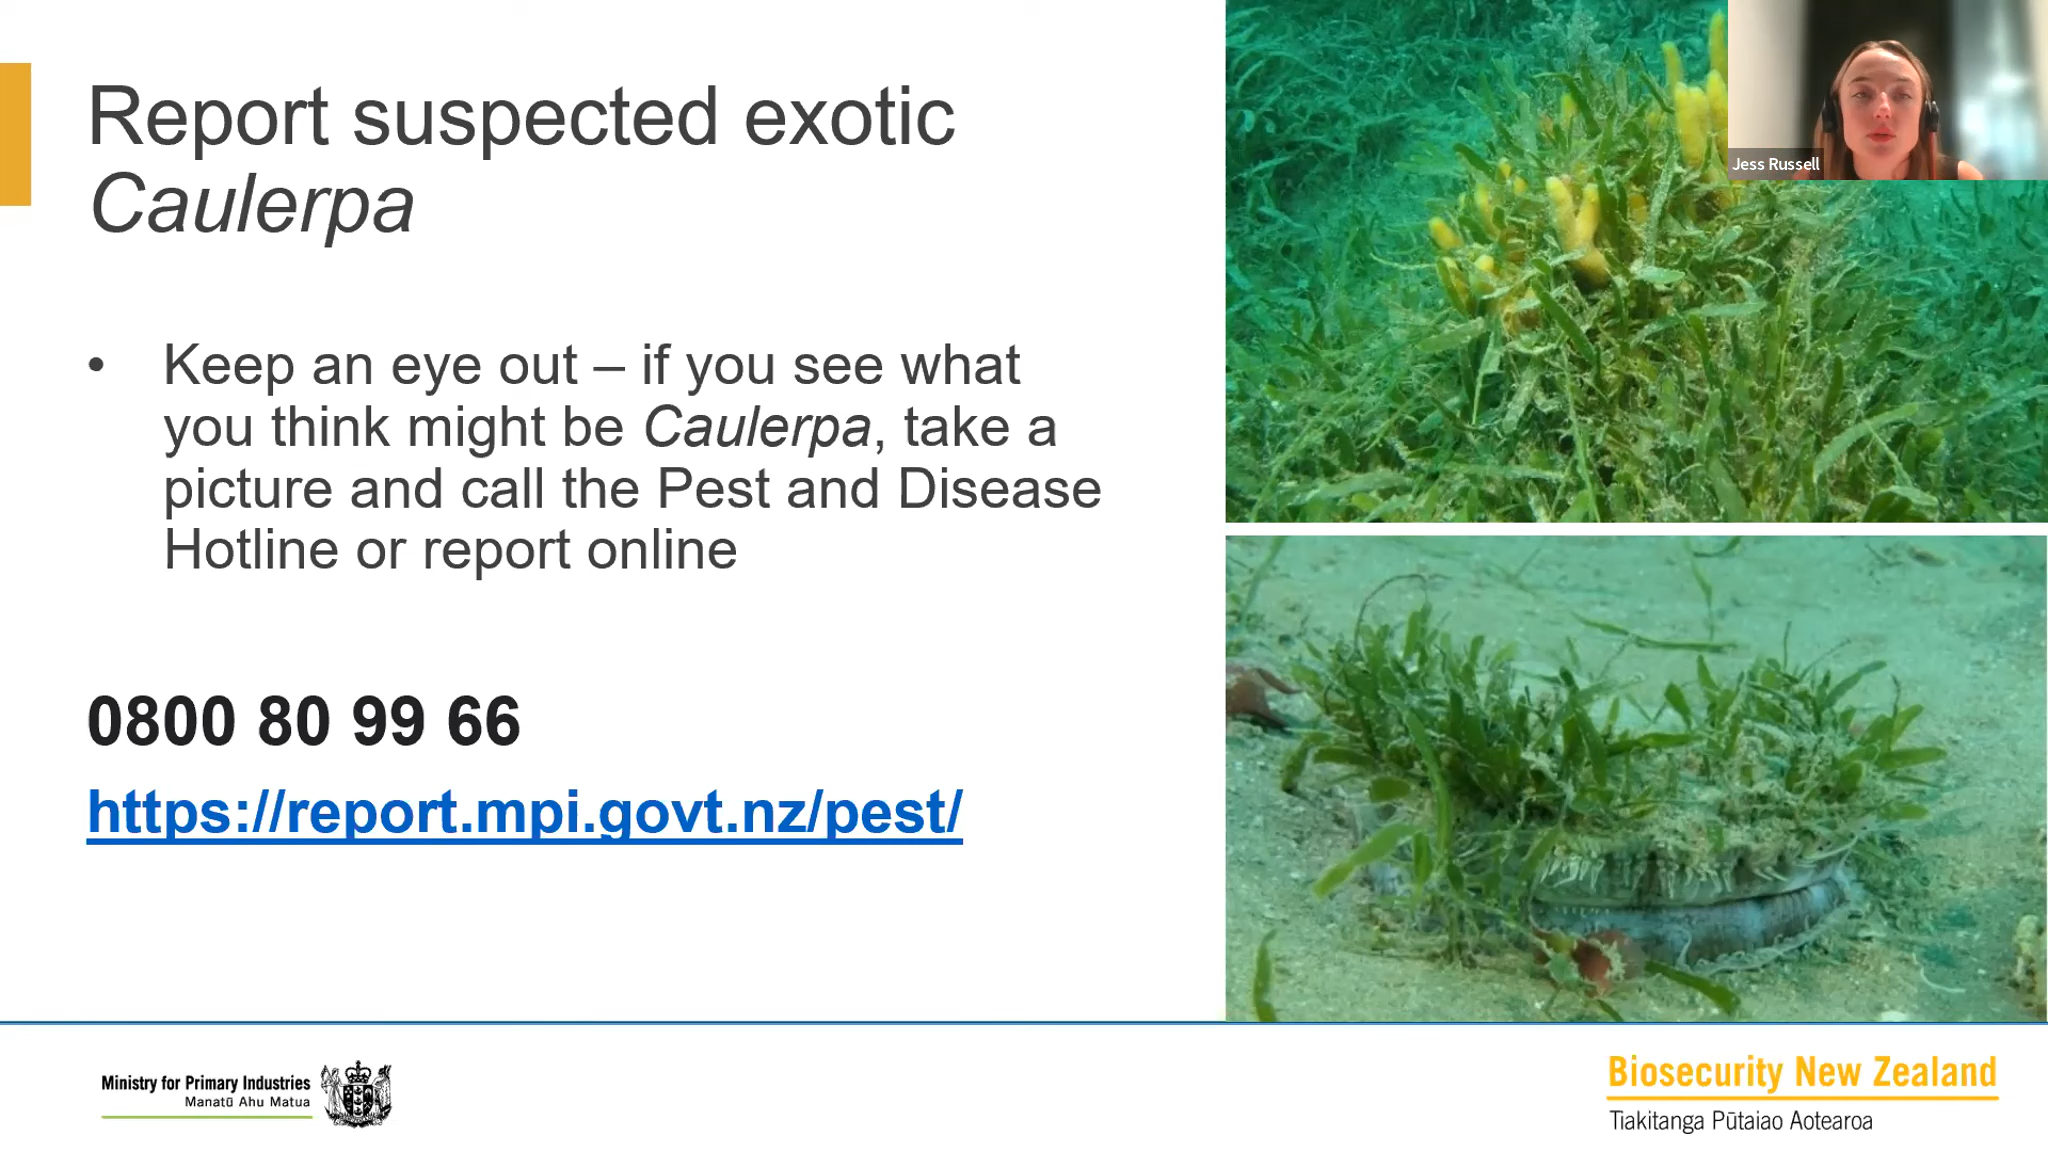 Report suspected exotic
Caulerpa
• Keep an eye out – if you see what
you think might be Caulerpa, take a
picture and call the Pest and Disease
Hotline or report online
0800 80 99 66
https://report.mpi.govt.nz/pest/
Jess Russell
Ministry for Primary Industries
Manatū Ahu Matua
Biosecurity New Zealand
Tiakitanga Pūtaiao Aotearoa